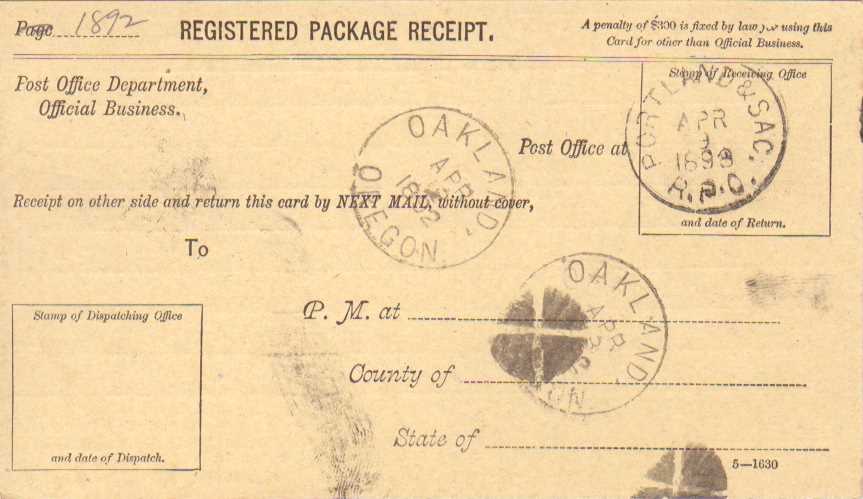 Page 1892
REGISTERED PACKAGE RECEIPT.
A penalty of $300 is fixed by law for using this
Card for other than Official Business.
Post Office Department,
Official Business.
Stamp of Receiving Office
PORTLAND & SAC.
APR
R.P.O.
and date of Return.
OAKLAND,
APR
1892
OREGON.
Post Office at
Receipt on other side and return this card by NEXT MAIL, without cover,
To
Stamp of Dispatching Office
and date of Dispatch.
OAKLAND
APR
P. M. at
County of
State of
5—1630